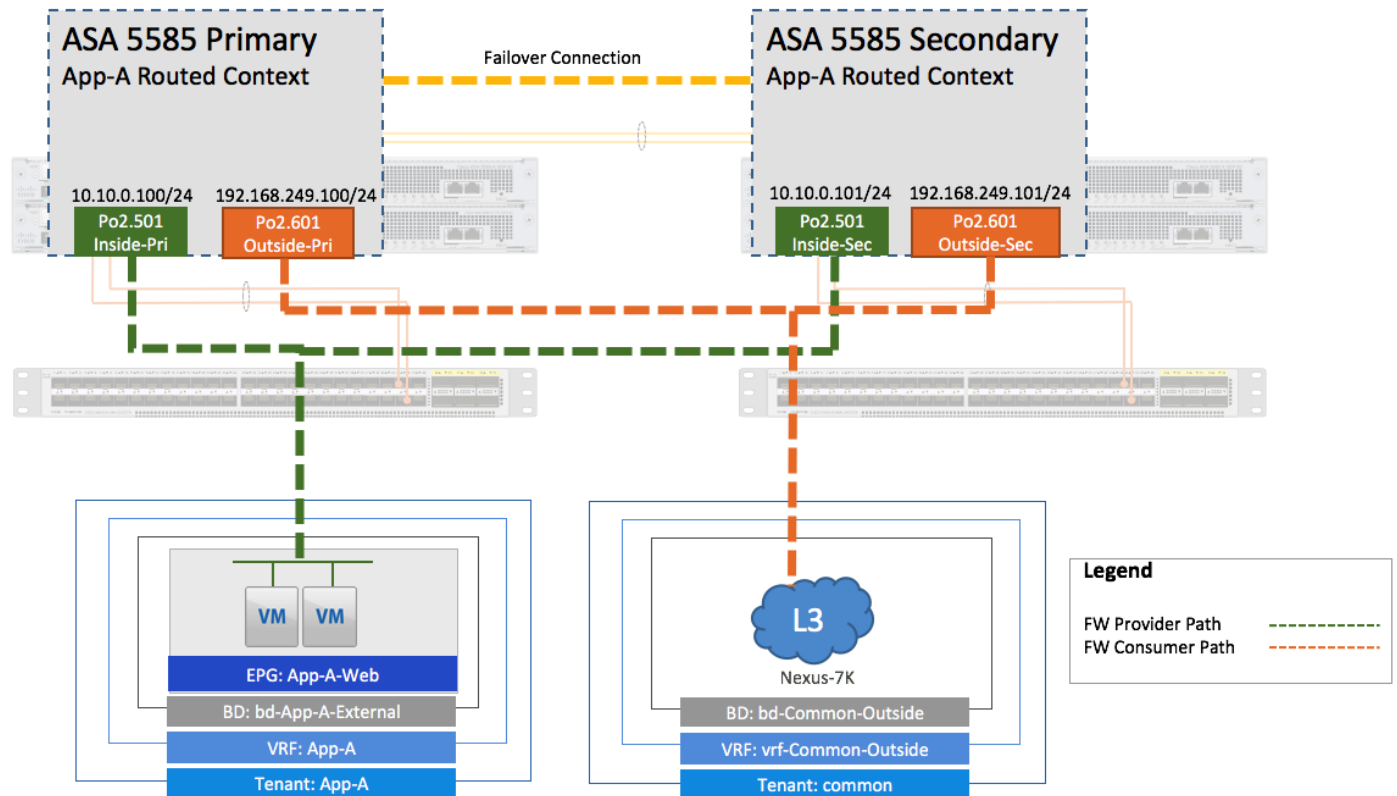 ASA 5585 Primary
App-A Routed Context
Failover Connection
ASA 5585 Secondary
App-A Routed Context
10.10.0.100/24
192.168.249.100/24
Po2.501
Inside-Pri
Po2.601
Outside-Pri
10.10.0.101/24
192.168.249.101/24
Po2.501
Inside-Sec
Po2.601
Outside-Sec
VM
VM
EPG: App-A-Web
BD: bd-App-A-External
VRF: App-A
Tenant: App-A
L3
Nexus-7K
BD: bd-Common-Outside
VRF: vrf-Common-Outside
Tenant: common
Legend
FW Provider Path
FW Consumer Path